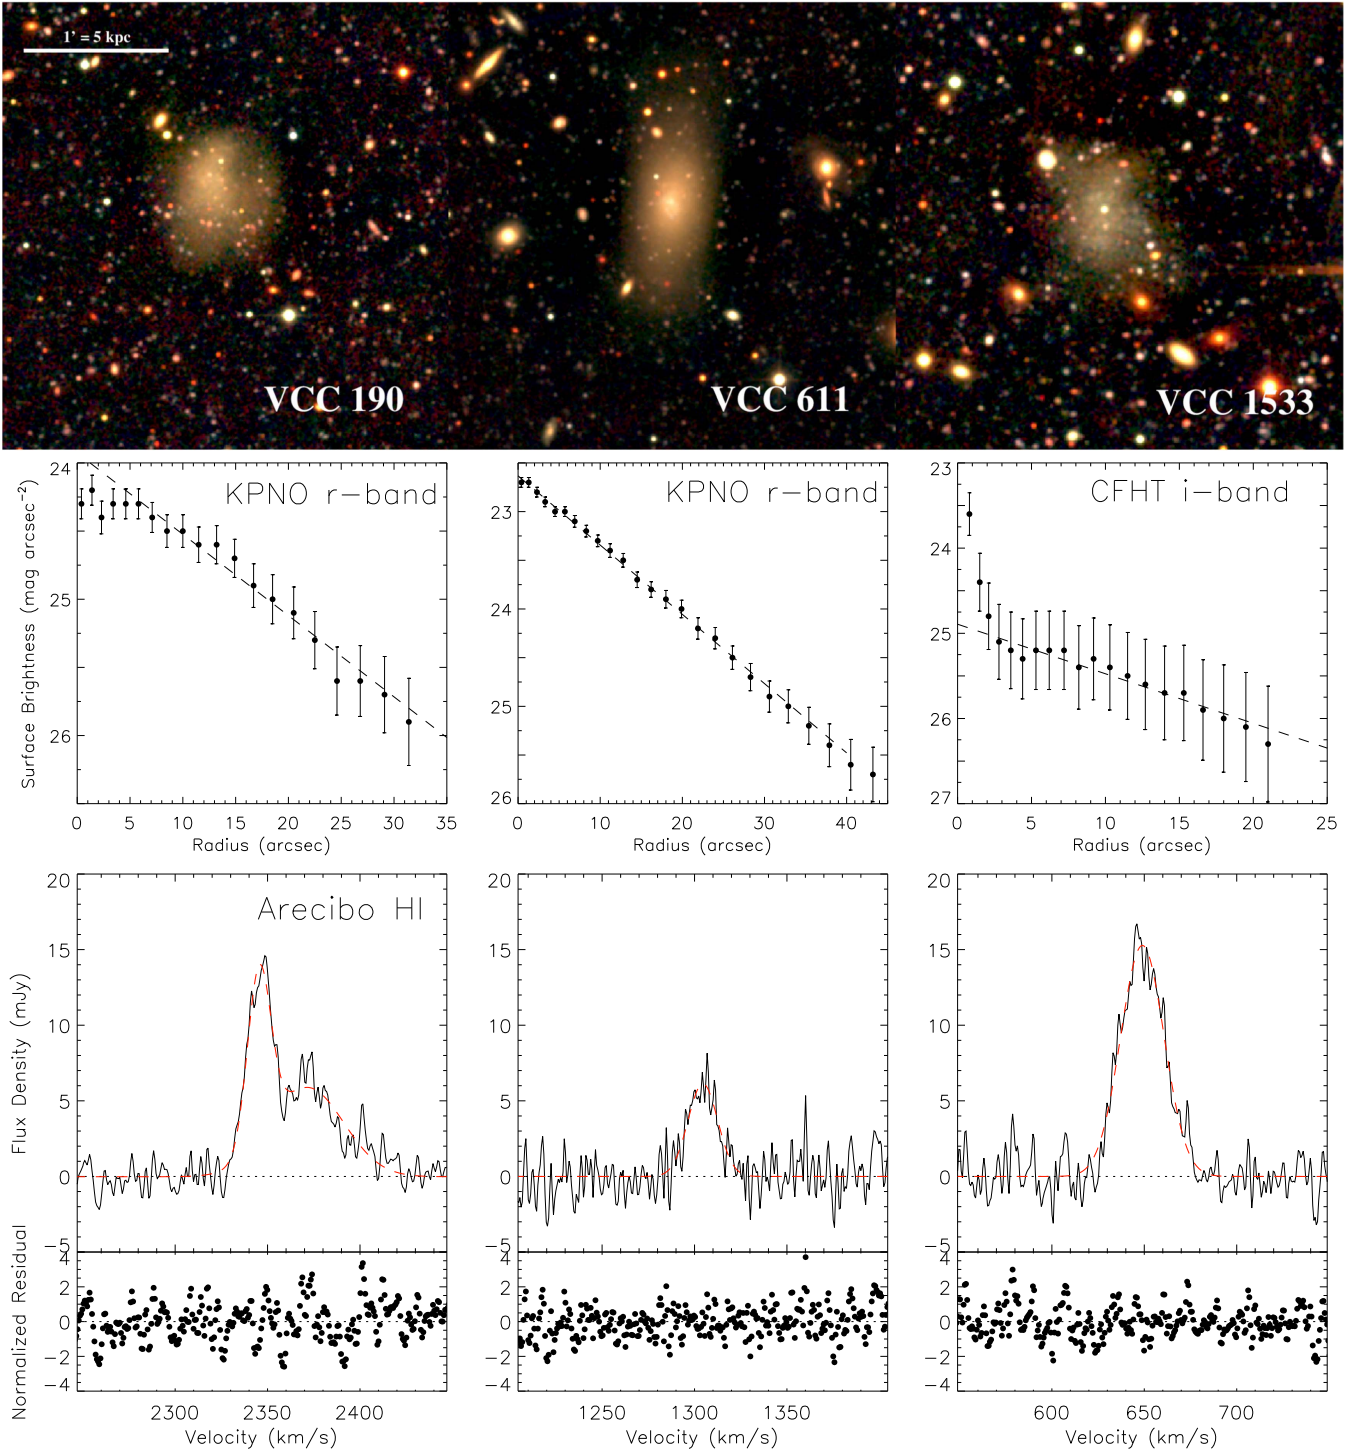 1' = 5 kpc
VCC 190
VCC 611
VCC 1533
Surface Brightness (mag arcsec⁻²)
24
25
26
KPNO r-band
0 5 10 15 20 25 30 35
Radius (arcsec)
23
24
25
26
KPNO r-band
0 10 20 30 40
Radius (arcsec)
23
24
25
26
27
CFHT i-band
0 5 10 15 20 25
Radius (arcsec)
Flux Density (mJy)
20
15
10
5
0
-5
Arecibo HI
20
15
10
5
0
-5
20
15
10
5
0
-5
Normalized Residual
4
2
0
-2
-4
2300 2350 2400
Velocity (km/s)
4
2
0
-2
-4
1250 1300 1350
Velocity (km/s)
4
2
0
-2
-4
600 650 700
Velocity (km/s)